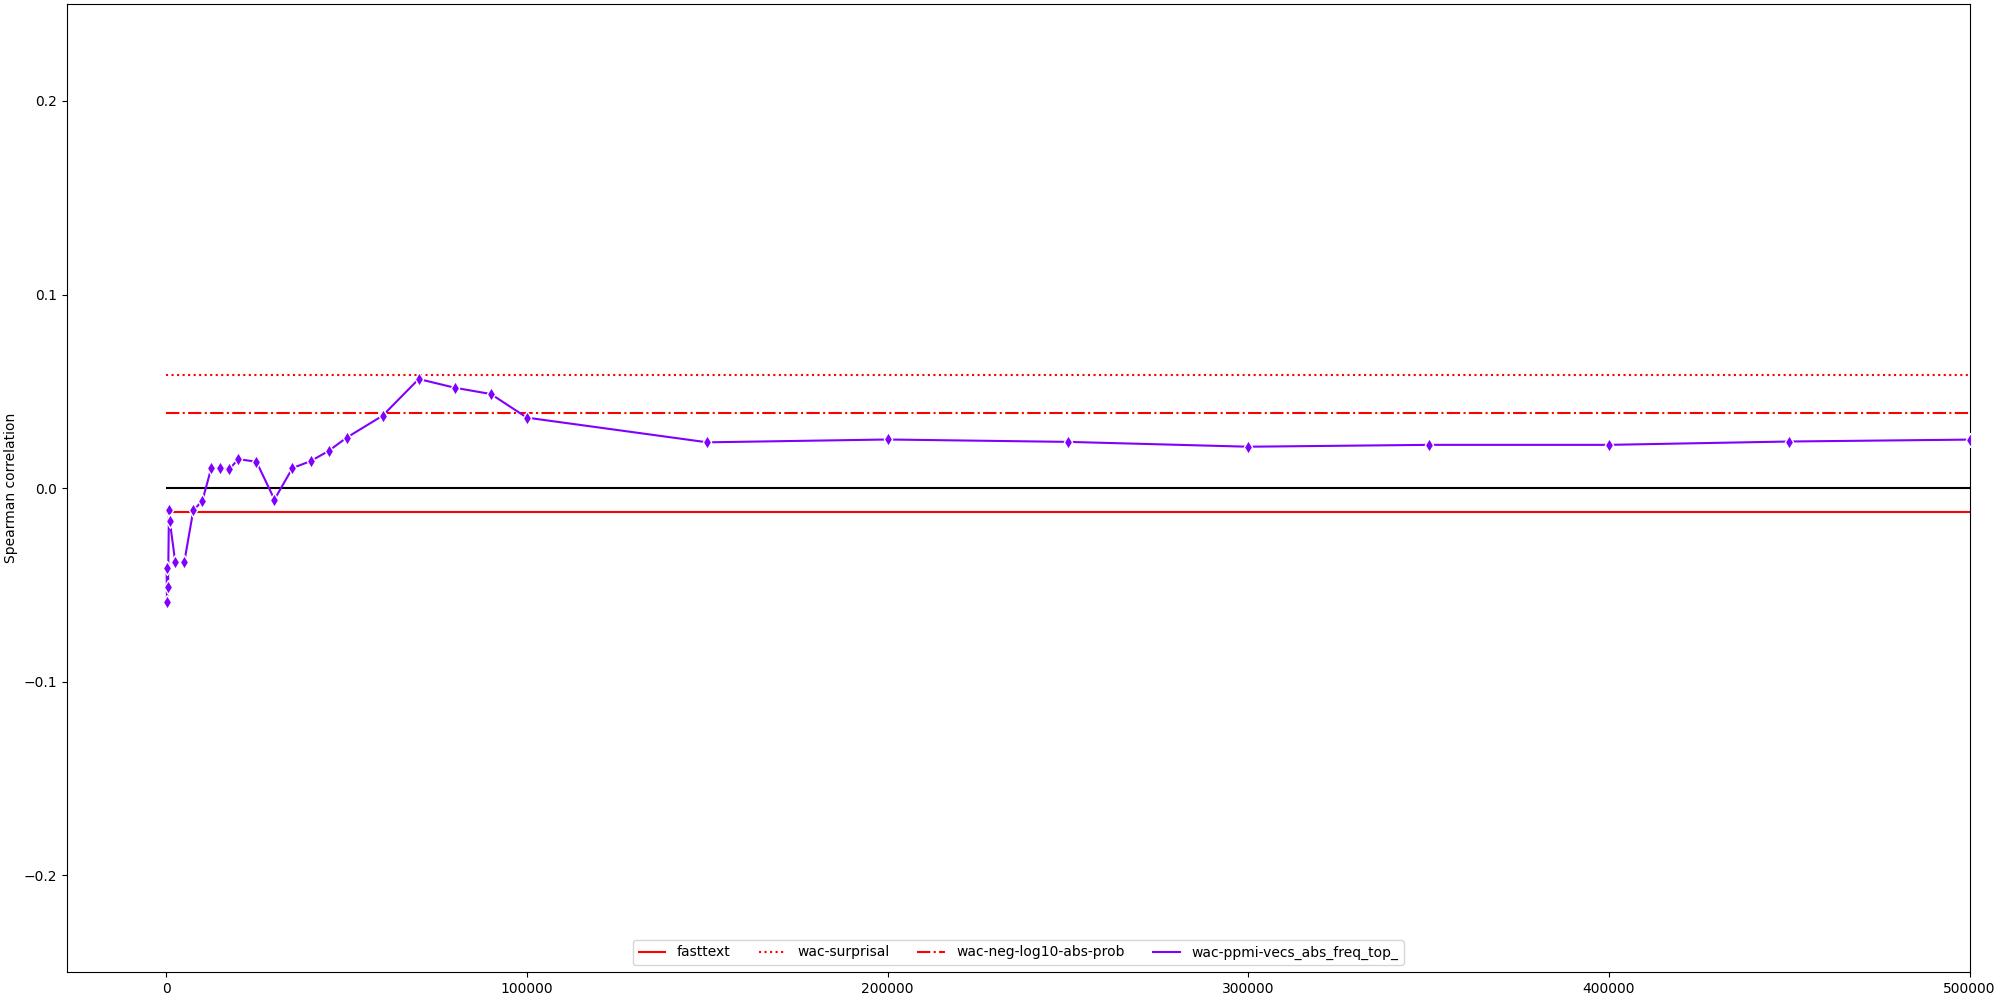 Spearman correlation
0.2
0.1
0.0
−0.1
−0.2
fasttext wac-surprisal wac-neg-log10-abs-prob wac-ppmi-vecs_abs_freq_top_
0 100000 200000 300000 400000 500000